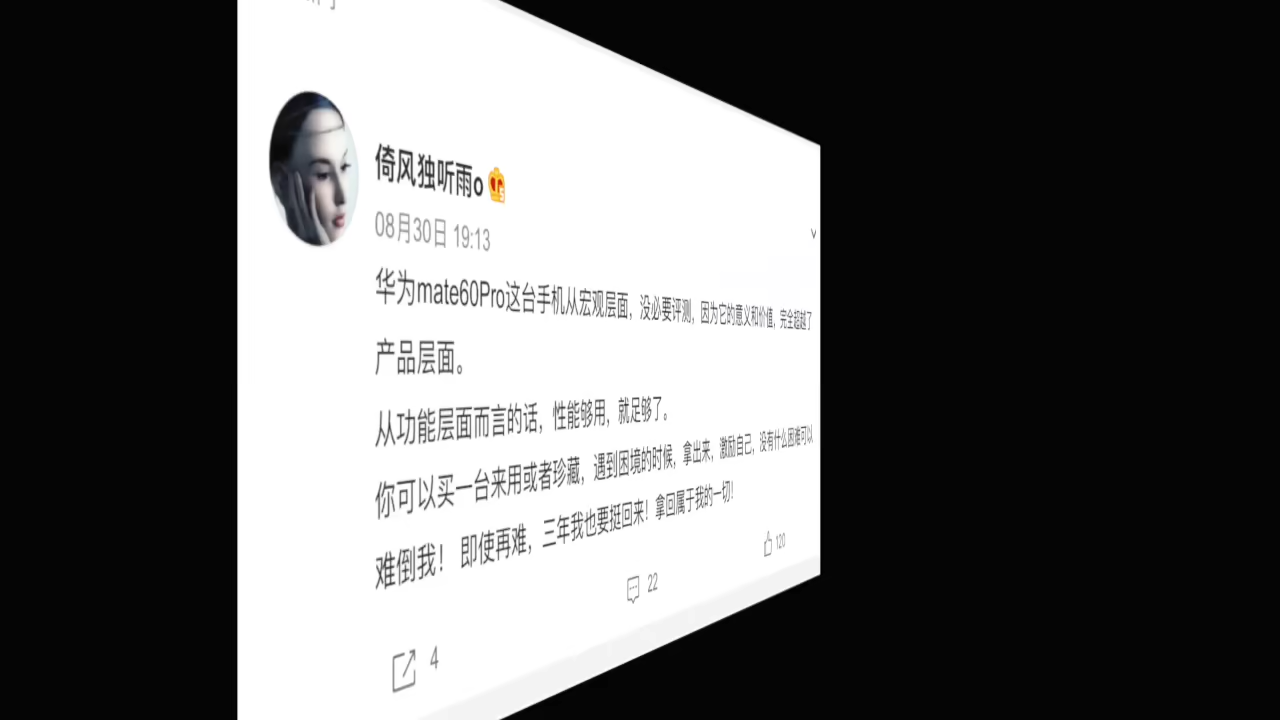 倚风独听雨o
08月30日 19:13
华为mate60Pro这台手机从宏观层面，没必要评测，因为它的意义和价值，完全超越了
产品层面。
从功能层面而言的话，性能够用，就足够了。
你可以买一台来用或者珍藏，遇到困境的时候，拿出来，激励自己，没有什么困难可以
难倒我！ 即使再难，三年我也要挺回来！拿回属于我的一切！
120
22
4